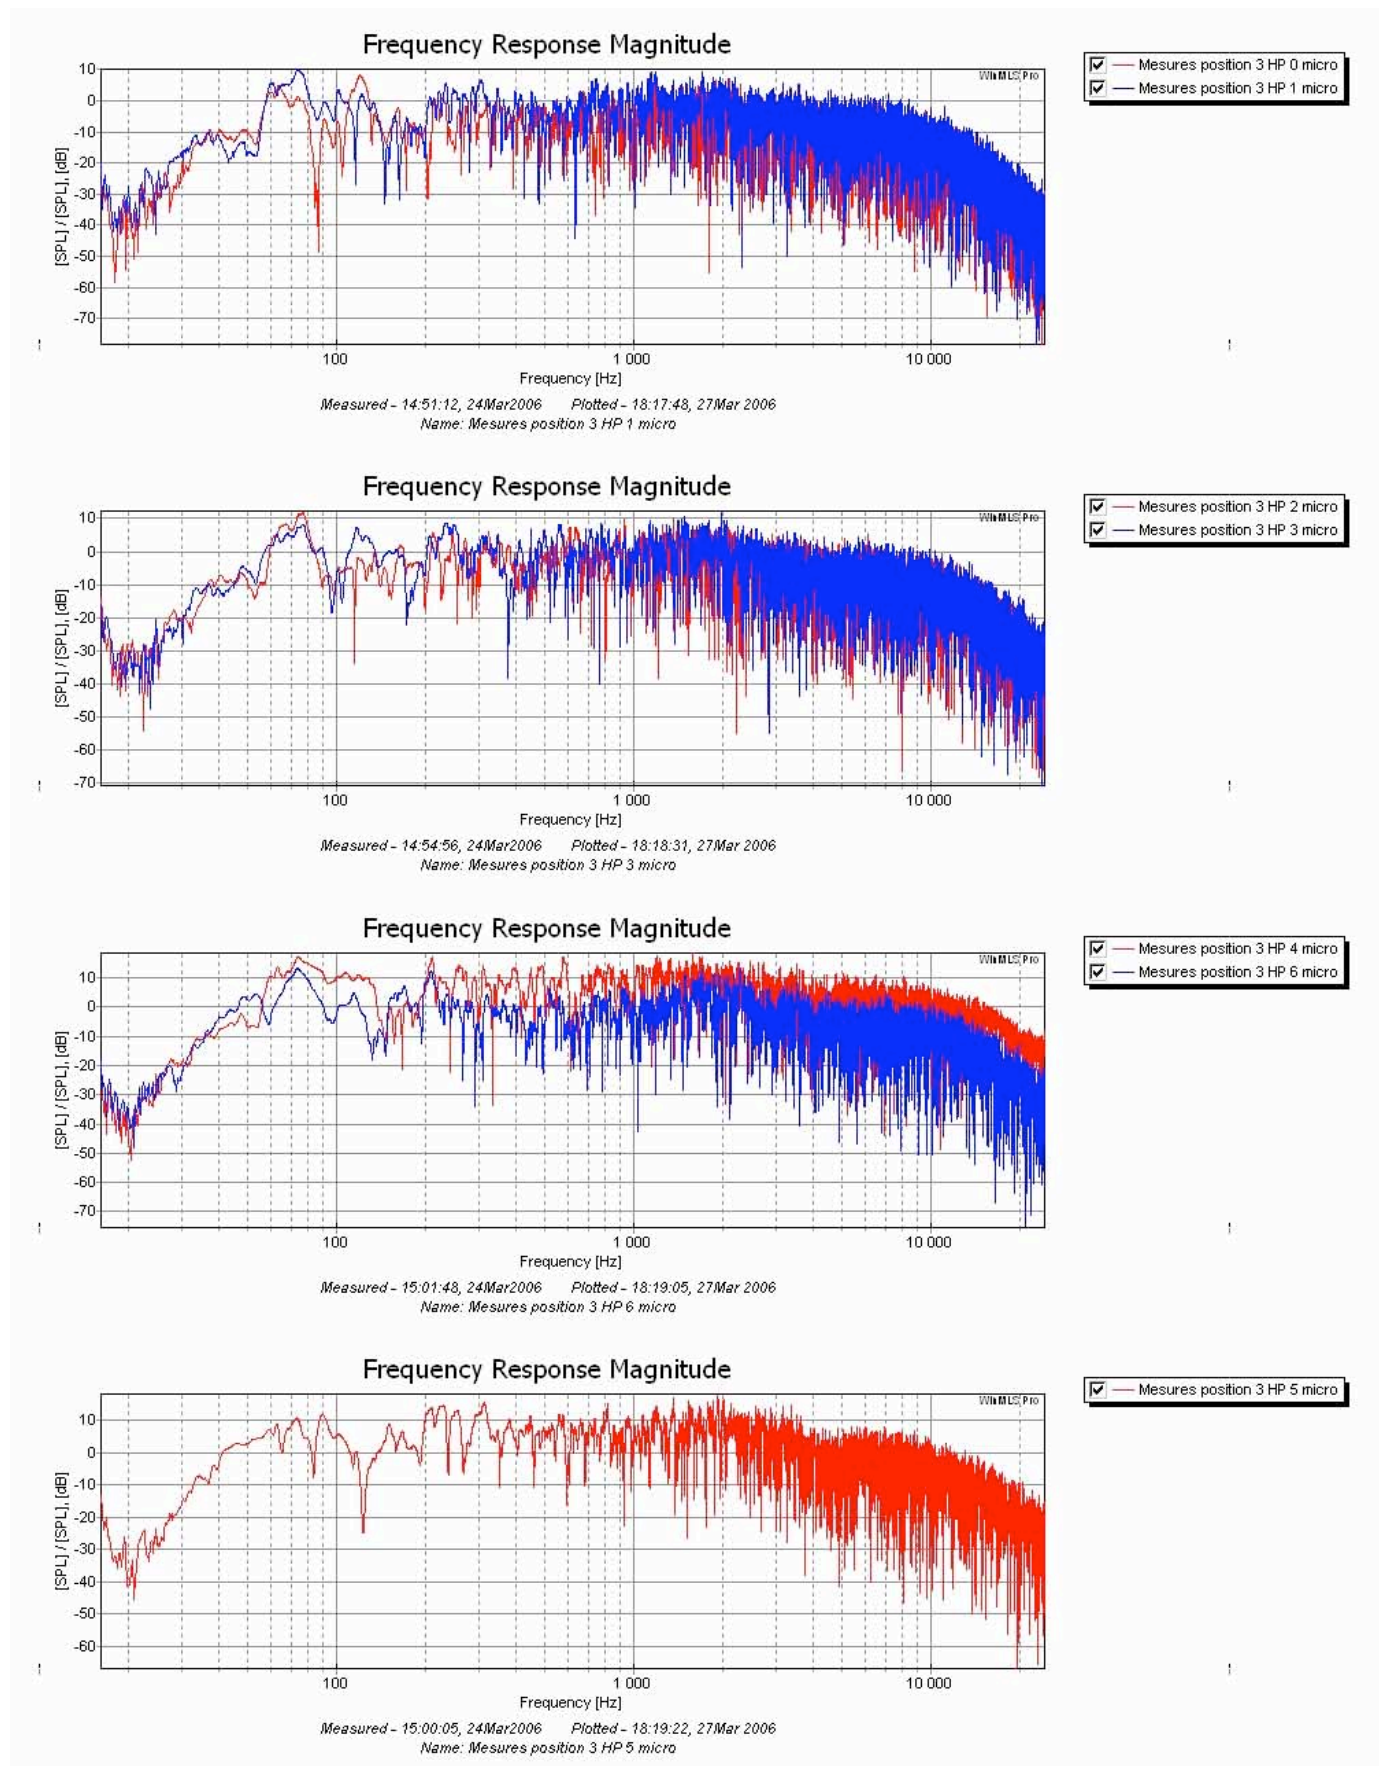 Frequency Response Magnitude
WinMLS Pro
Mesures position 3 HP 0 micro
Mesures position 3 HP 1 micro
10
0
-10
-20
-30
-40
-50
-60
-70
[SPL] / [SPL], [dB]
100
1 000
10 000
Frequency [Hz]
Measured - 14:51:12, 24Mar2006 Plotted - 18:17:48, 27Mar 2006
Name: Mesures position 3 HP 1 micro
Frequency Response Magnitude
WinMLS Pro
Mesures position 3 HP 2 micro
Mesures position 3 HP 3 micro
10
0
-10
-20
-30
-40
-50
-60
-70
[SPL] / [SPL], [dB]
100
1 000
10 000
Frequency [Hz]
Measured - 14:54:56, 24Mar2006 Plotted - 18:18:31, 27Mar 2006
Name: Mesures position 3 HP 3 micro
Frequency Response Magnitude
WinMLS Pro
Mesures position 3 HP 4 micro
Mesures position 3 HP 6 micro
10
0
-10
-20
-30
-40
-50
-60
-70
[SPL] / [SPL], [dB]
100
1 000
10 000
Frequency [Hz]
Measured - 15:01:48, 24Mar2006 Plotted - 18:19:05, 27Mar 2006
Name: Mesures position 3 HP 6 micro
Frequency Response Magnitude
WinMLS Pro
Mesures position 3 HP 5 micro
10
0
-10
-20
-30
-40
-50
-60
[SPL] / [SPL], [dB]
100
1 000
10 000
Frequency [Hz]
Measured - 15:00:05, 24Mar2006 Plotted - 18:19:22, 27Mar 2006
Name: Mesures position 3 HP 5 micro